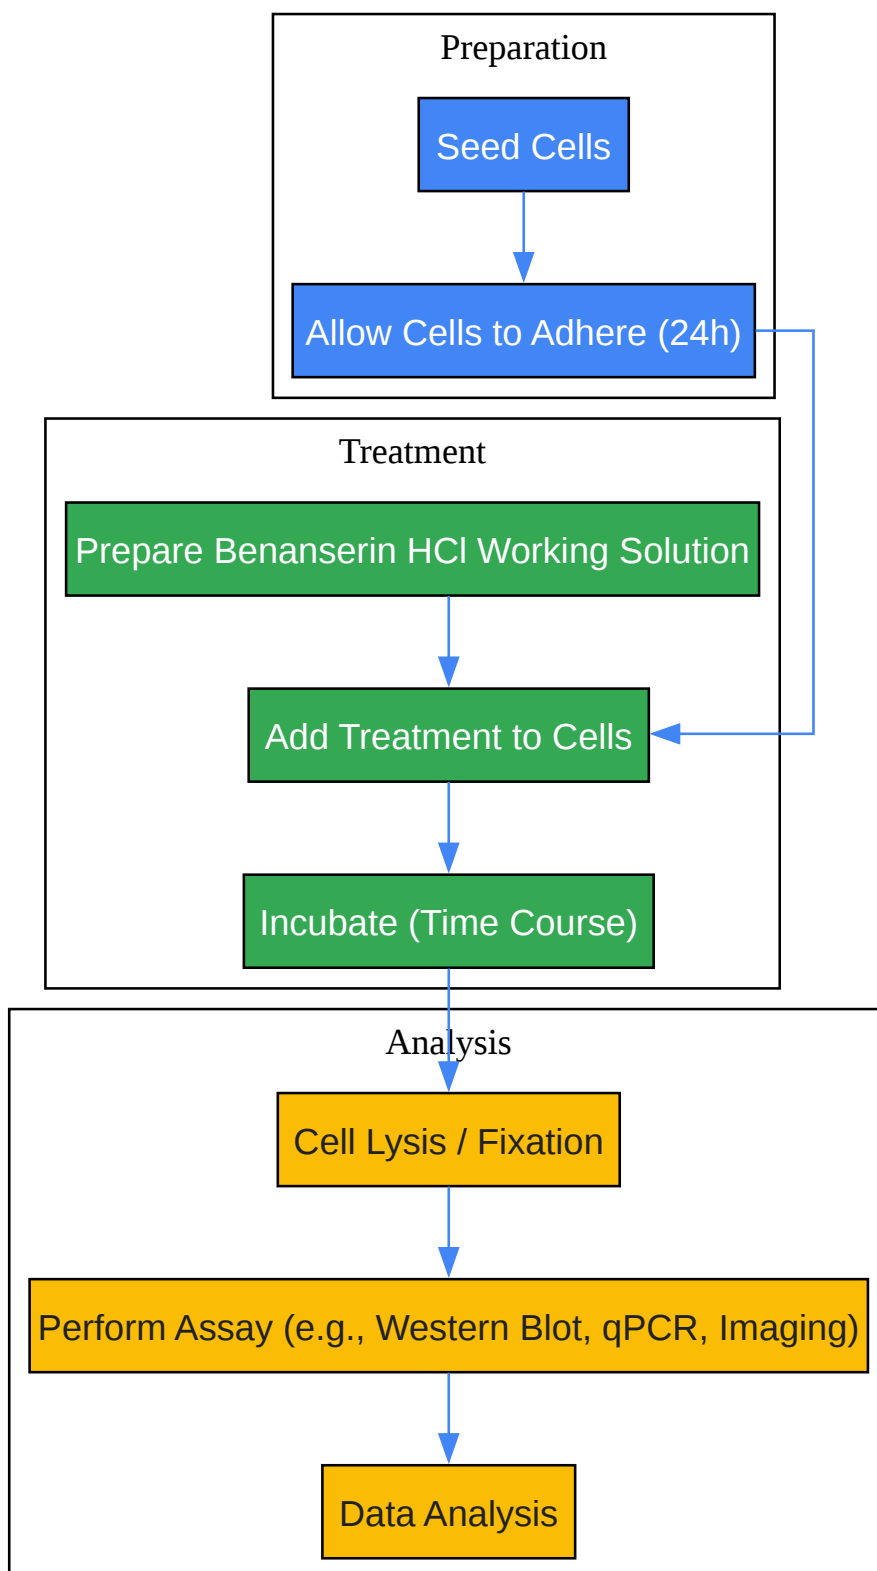 Preparation
Seed Cells
Allow Cells to Adhere (24h)
Treatment
Prepare Benanserin HCl Working Solution
Add Treatment to Cells
Incubate (Time Course)
Analysis
Cell Lysis / Fixation
Perform Assay (e.g., Western Blot, qPCR, Imaging)
Data Analysis